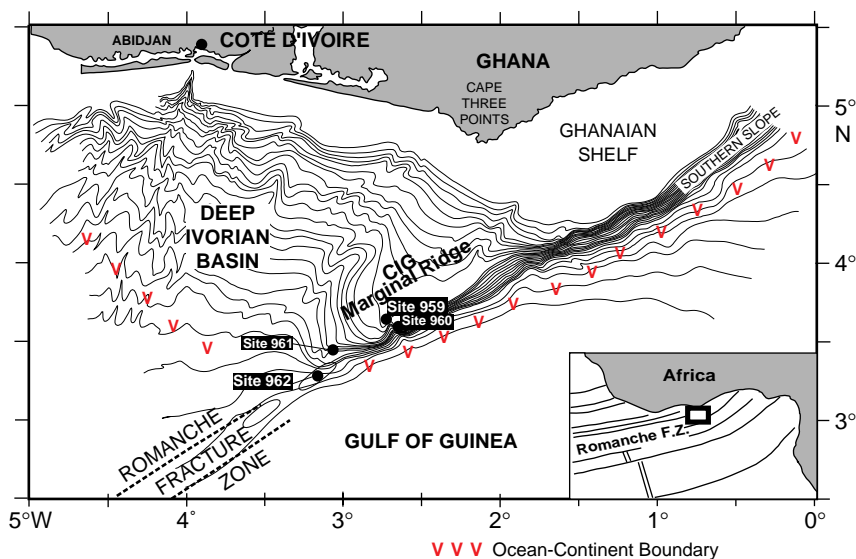 ABIDJAN
COTE D'IVOIRE
GHANA
CAPE
THREE
POINTS
GHANAIAN
SHELF
SOUTHERN SLOPE
5°
N
DEEP
IVORIAN
BASIN
CIG
Marginal Ridge
4°
Site 959
Site 960
Site 961
Site 962
ROMANCHE
FRACTURE
ZONE
GULF OF GUINEA
Africa
Romanche F.Z.
3°
5°W
4°
3°
2°
1°
0°
V V V Ocean-Continent Boundary